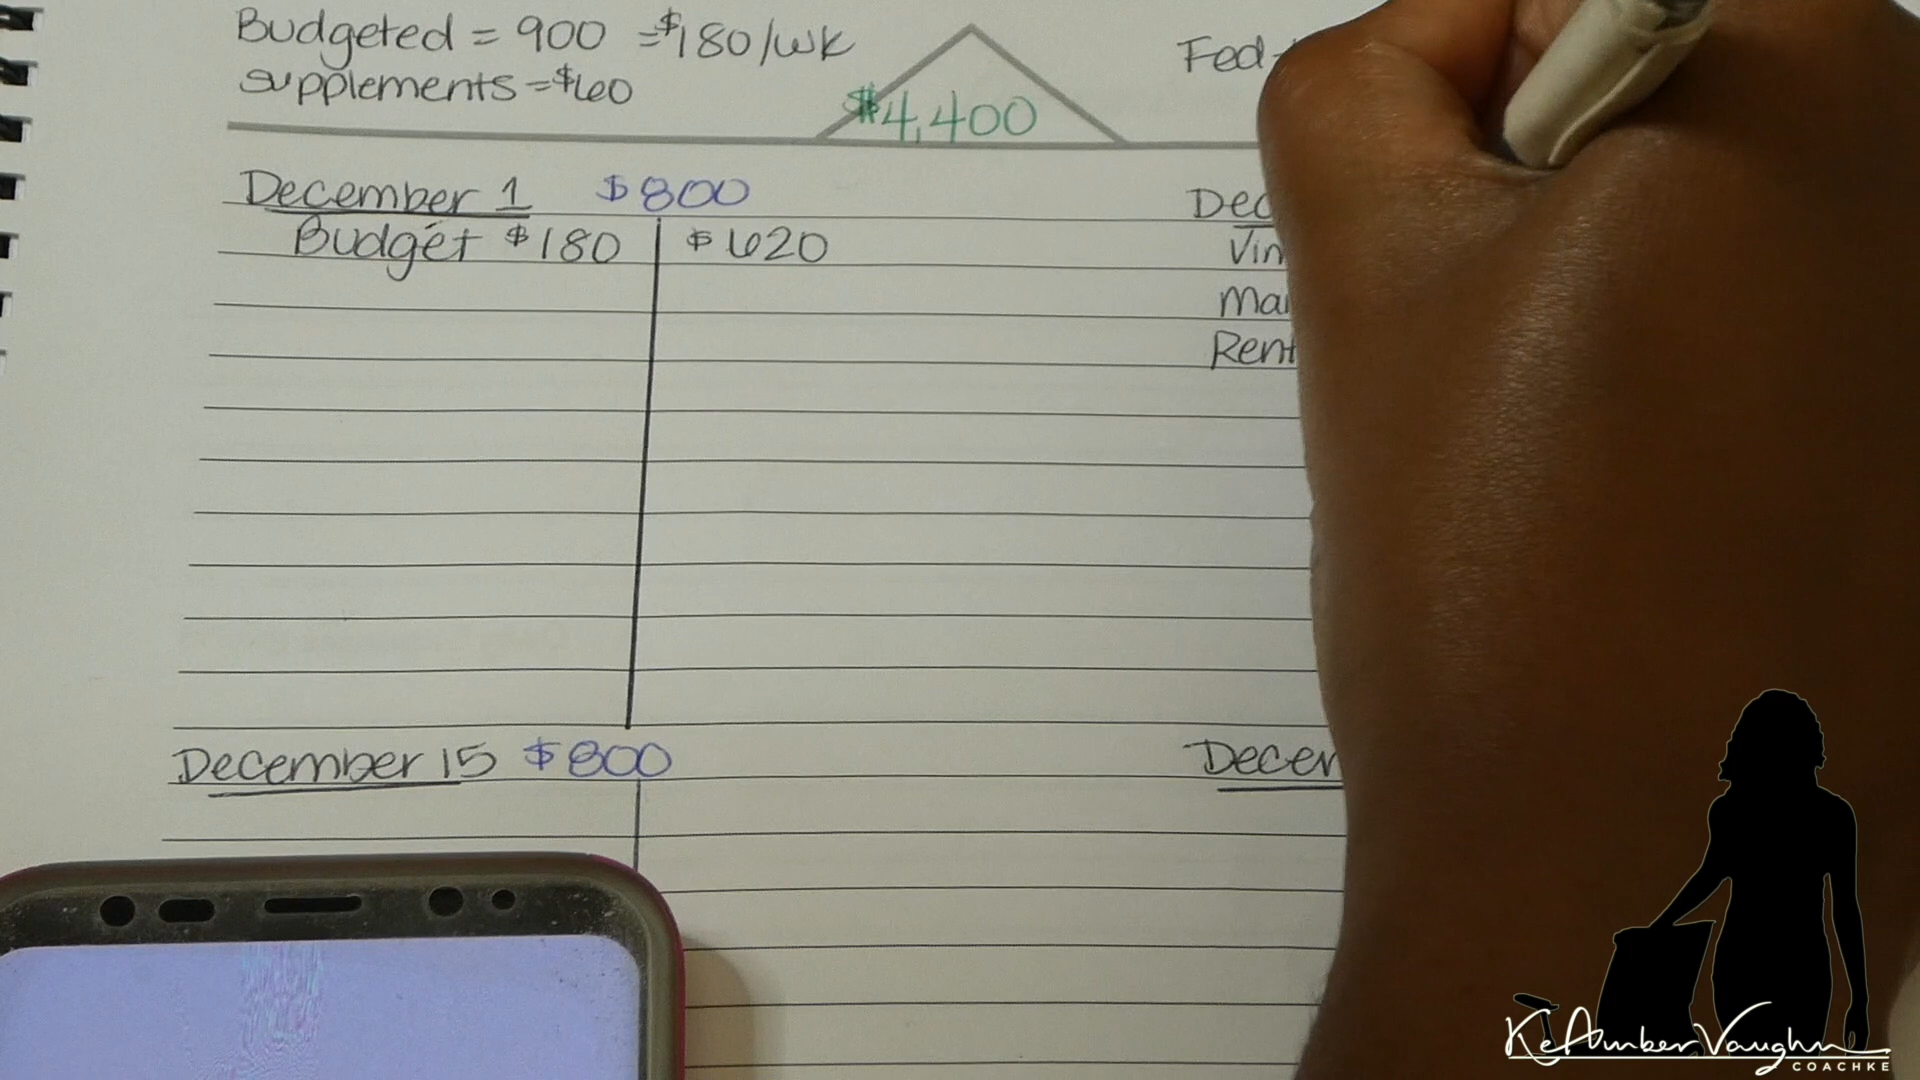 Budgeted = 900 = $180/wk
supplements = $60
$4,400
Fed
December 1 $800
Budget $180 $620
Dec
Vin
Mai
Rent
December 15 $800
Decem
KeAmber Vaughn
COACHKE